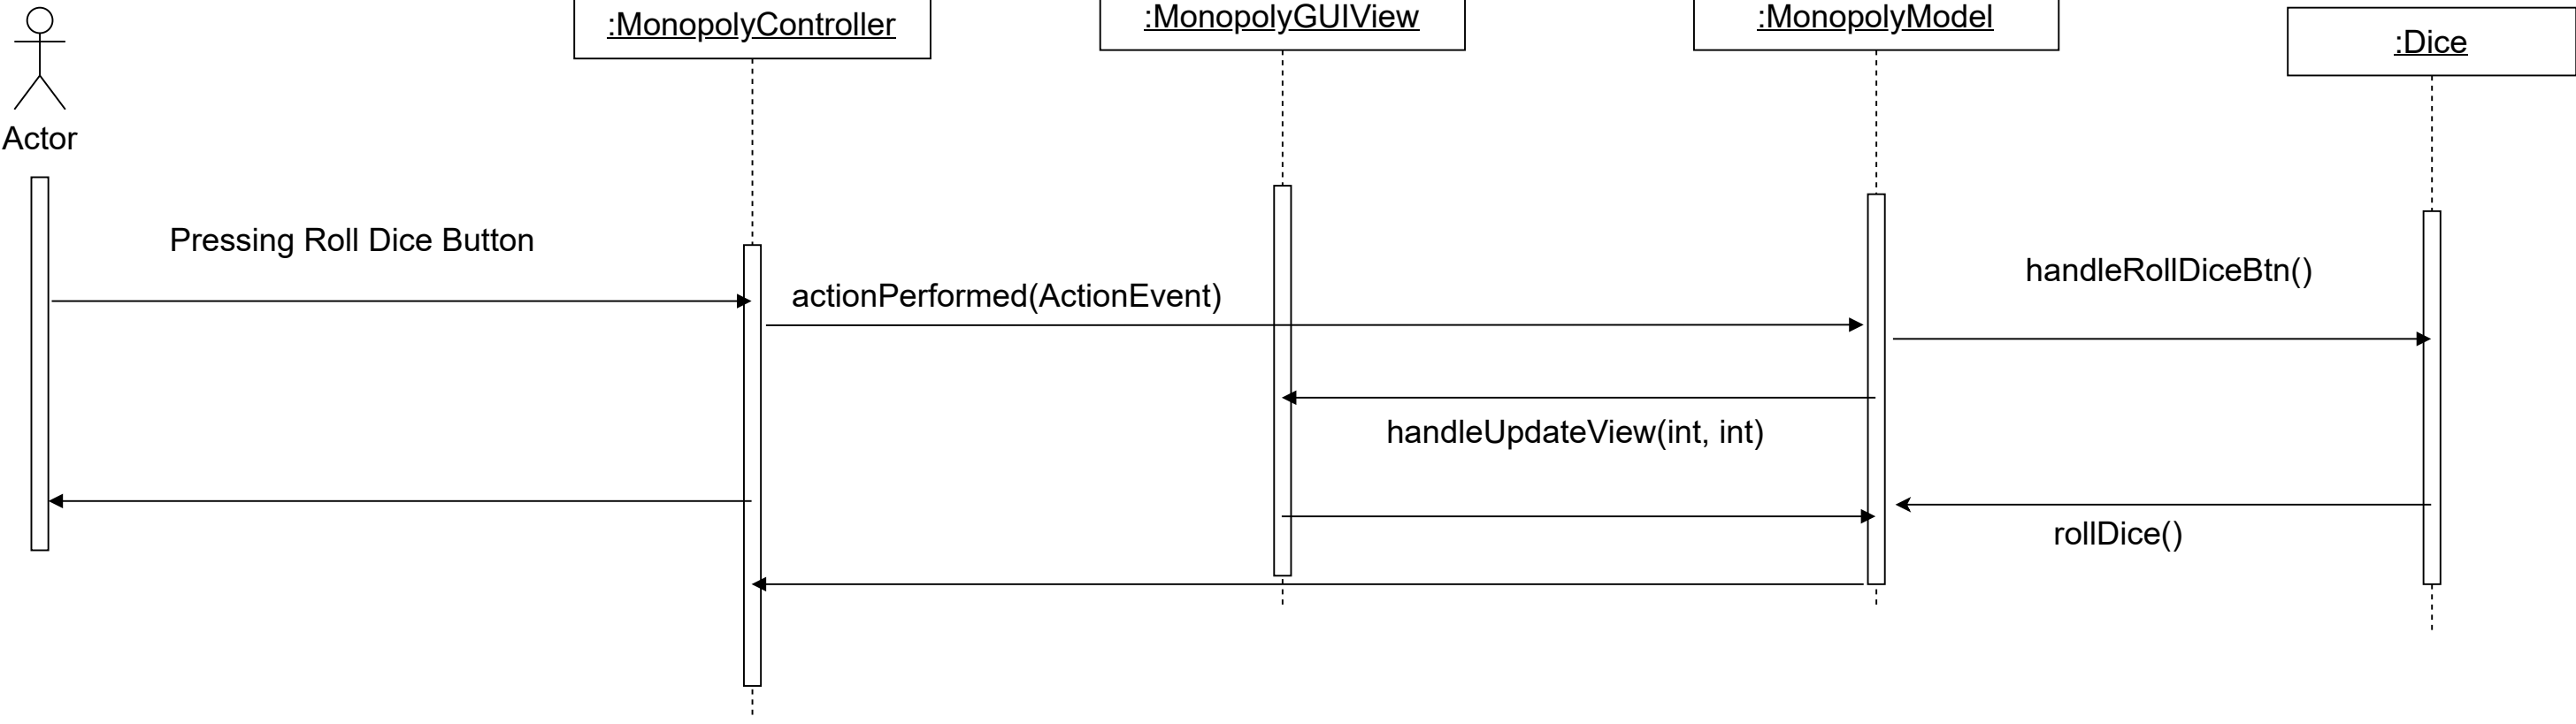 :MonopolyController
:MonopolyGUIView
:MonopolyModel
:Dice
Actor
Pressing Roll Dice Button
actionPerformed(ActionEvent)
handleRollDiceBtn()
handleUpdateView(int, int)
rollDice()